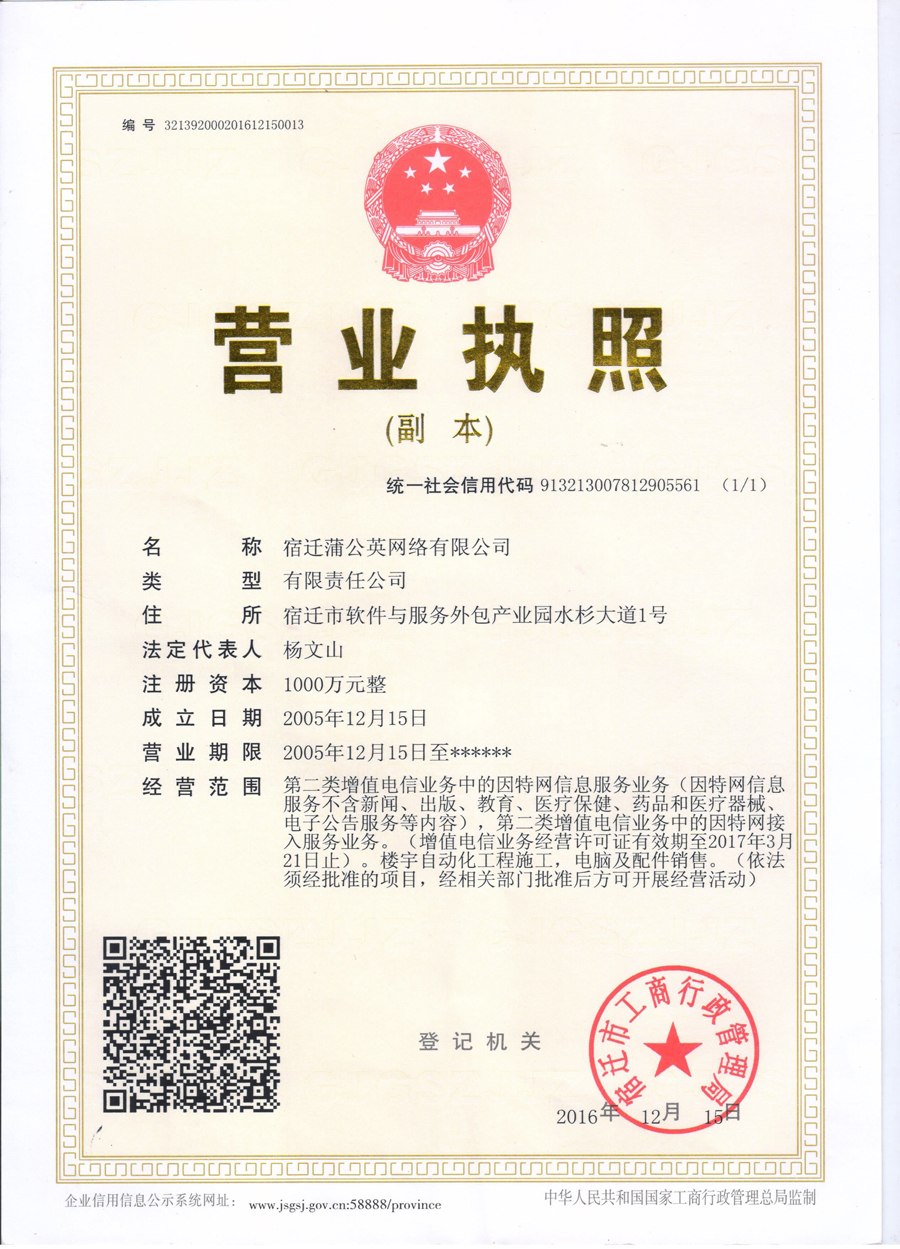 编 号 321392000201612150013
营 业 执 照
(副 本)
统一社会信用代码 913213007812905561 （1/1）
名 称 宿迁蒲公英网络有限公司
类 型 有限责任公司
住 所 宿迁市软件与服务外包产业园水杉大道1号
法定代表人 杨文山
注 册 资 本 1000万元整
成 立 日 期 2005年12月15日
营 业 期 限 2005年12月15日至******
经 营 范 围 第二类增值电信业务中的因特网信息服务业务（因特网信息
服务不含新闻、出版、教育、医疗保健、药品和医疗器械、
电子公告服务等内容），第二类增值电信业务中的因特网接
入服务业务。（增值电信业务经营许可证有效期至2017年3月
21日止）。楼宇自动化工程施工，电脑及配件销售。（依法
须经批准的项目，经相关部门批准后方可开展经营活动）
登 记 机 关
宿迁市工商行政管理局
2016年 12月 15日
企业信用信息公示系统网址： www.jsgsj.gov.cn:58888/province
中华人民共和国国家工商行政管理总局监制